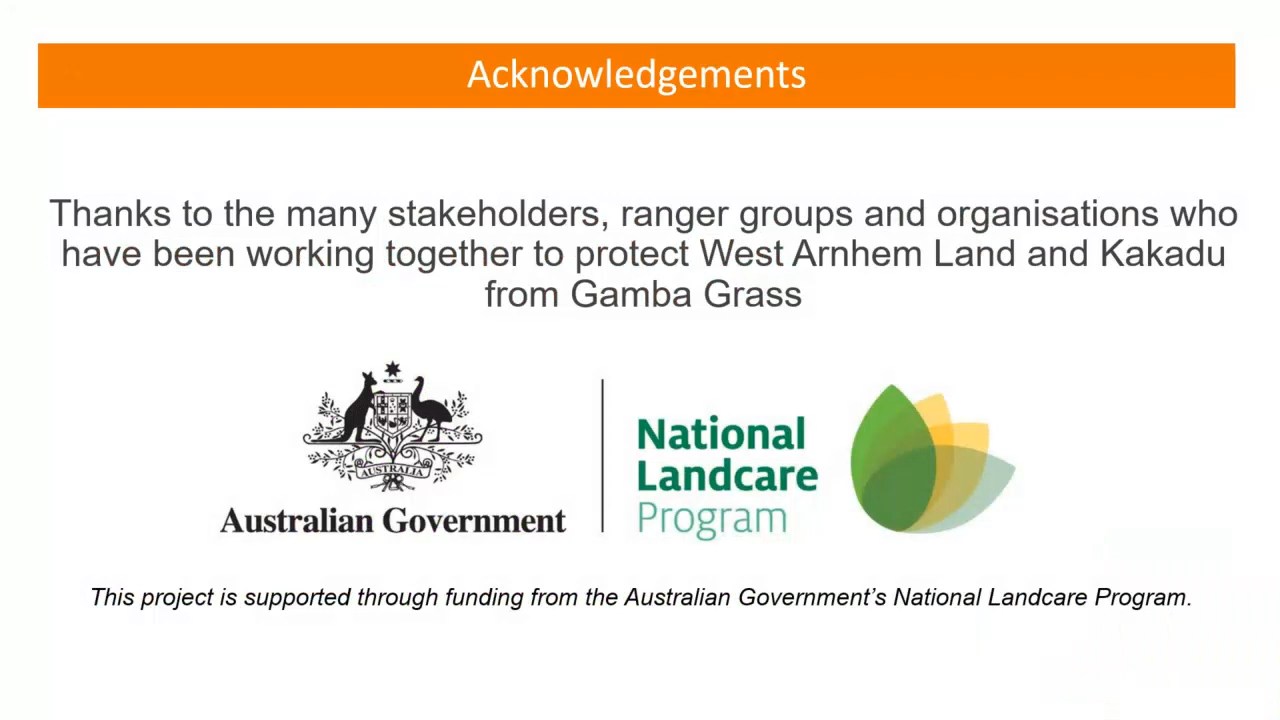 Acknowledgements
Thanks to the many stakeholders, ranger groups and organisations who
have been working together to protect West Arnhem Land and Kakadu
from Gamba Grass
AUSTRALIA
Australian Government
National
Landcare
Program
This project is supported through funding from the Australian Government’s National Landcare Program.